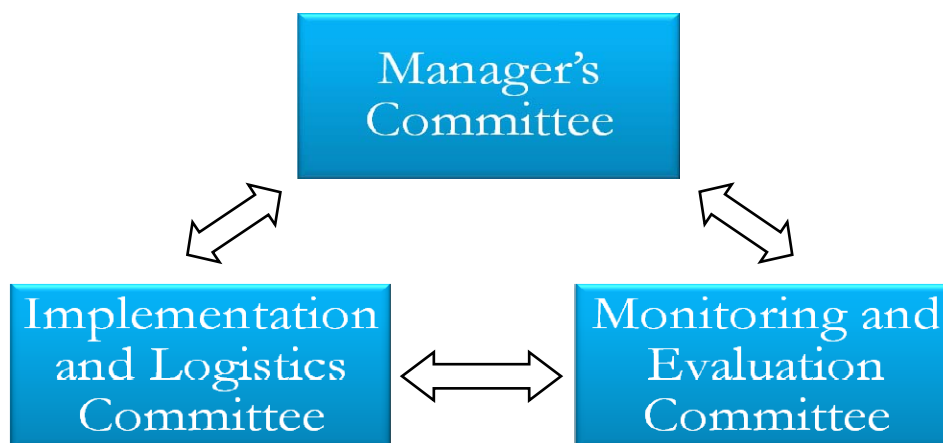 Manager’s
Committee
Implementation
and Logistics
Committee
Monitoring and
Evaluation
Committee